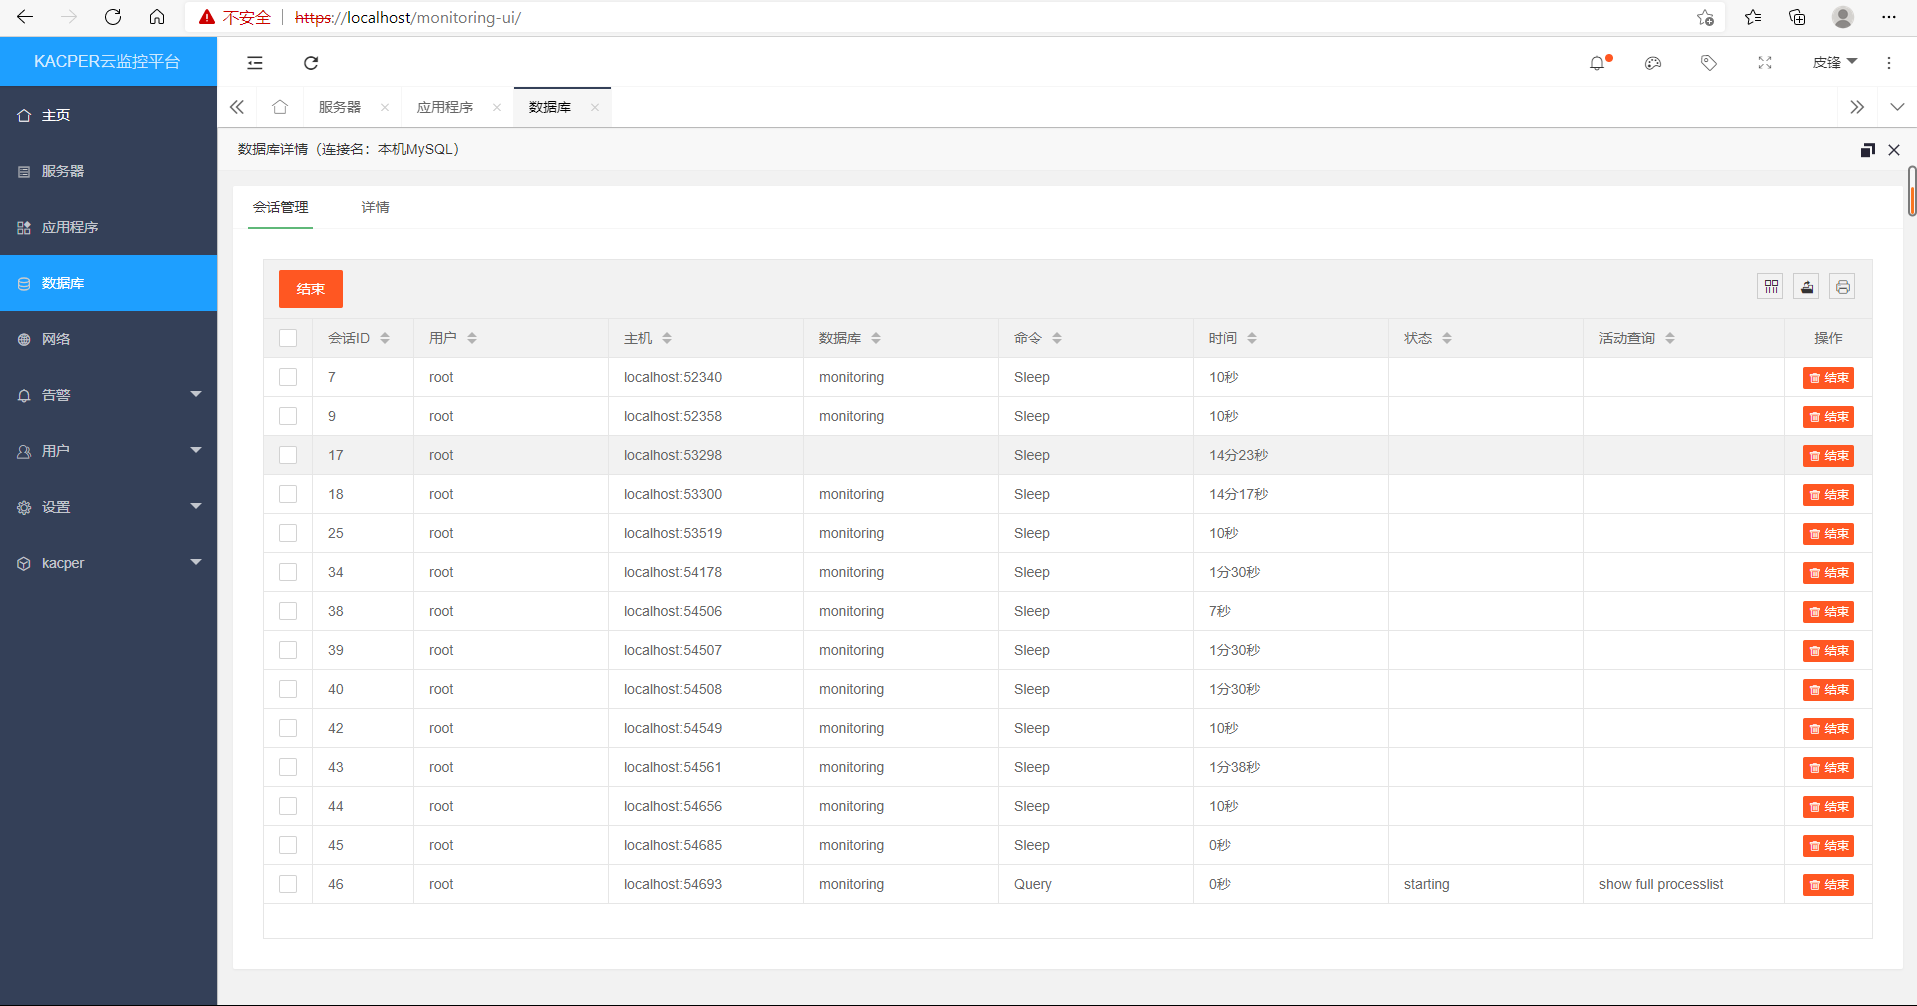 不安全 https://localhost/monitoring-ui/
KACPER云监控平台
皮锋
主页
服务器
应用程序
数据库
网络
告警
用户
设置
kacper
服务器 应用程序 数据库
数据库详情（连接名：本机MySQL）
会话管理 详情
结束
会话ID 用户 主机 数据库 命令 时间 状态 活动查询 操作
7 root localhost:52340 monitoring Sleep 10秒 结束
9 root localhost:52358 monitoring Sleep 10秒 结束
17 root localhost:53298 Sleep 14分23秒 结束
18 root localhost:53300 monitoring Sleep 14分17秒 结束
25 root localhost:53519 monitoring Sleep 10秒 结束
34 root localhost:54178 monitoring Sleep 1分30秒 结束
38 root localhost:54506 monitoring Sleep 7秒 结束
39 root localhost:54507 monitoring Sleep 1分30秒 结束
40 root localhost:54508 monitoring Sleep 1分30秒 结束
42 root localhost:54549 monitoring Sleep 10秒 结束
43 root localhost:54561 monitoring Sleep 1分38秒 结束
44 root localhost:54656 monitoring Sleep 10秒 结束
45 root localhost:54685 monitoring Sleep 0秒 结束
46 root localhost:54693 monitoring Query 0秒 starting show full processlist 结束